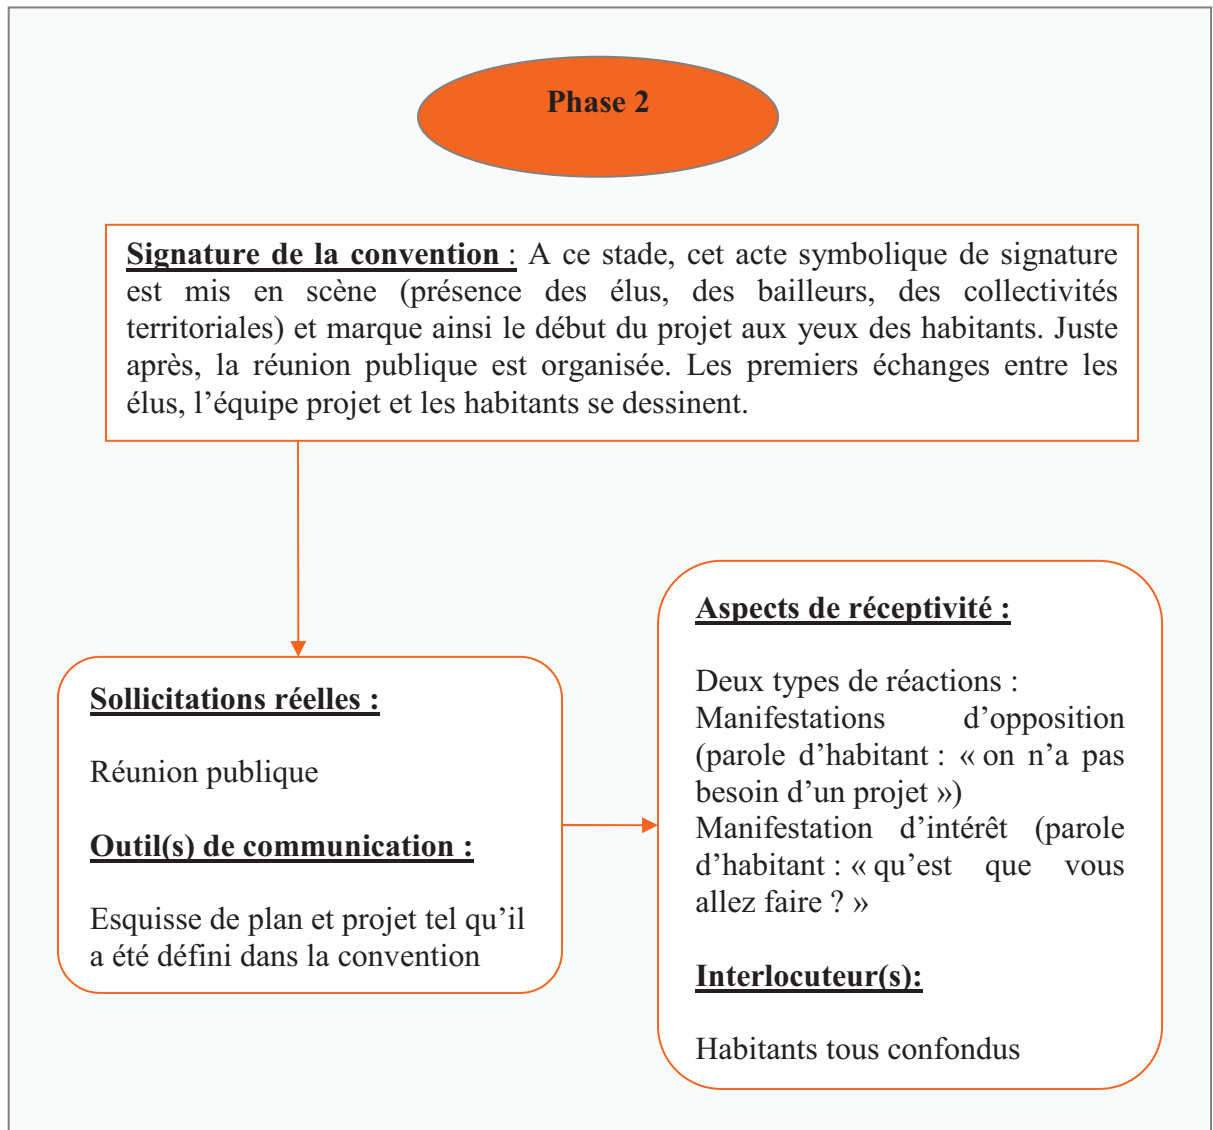 Phase 2
Signature de la convention : A ce stade, cet acte symbolique de signature
est mis en scène (présence des élus, des bailleurs, des collectivités
territoriales) et marque ainsi le début du projet aux yeux des habitants. Juste
après, la réunion publique est organisée. Les premiers échanges entre les
élus, l’équipe projet et les habitants se dessinent.
Sollicitations réelles :
Réunion publique
Outil(s) de communication :
Esquisse de plan et projet tel qu’il
a été défini dans la convention
Aspects de réceptivité :
Deux types de réactions :
Manifestations d’opposition
(parole d’habitant : « on n’a pas
besoin d’un projet »)
Manifestation d’intérêt (parole
d’habitant : « qu’est que vous
allez faire ? »
Interlocuteur(s):
Habitants tous confondus